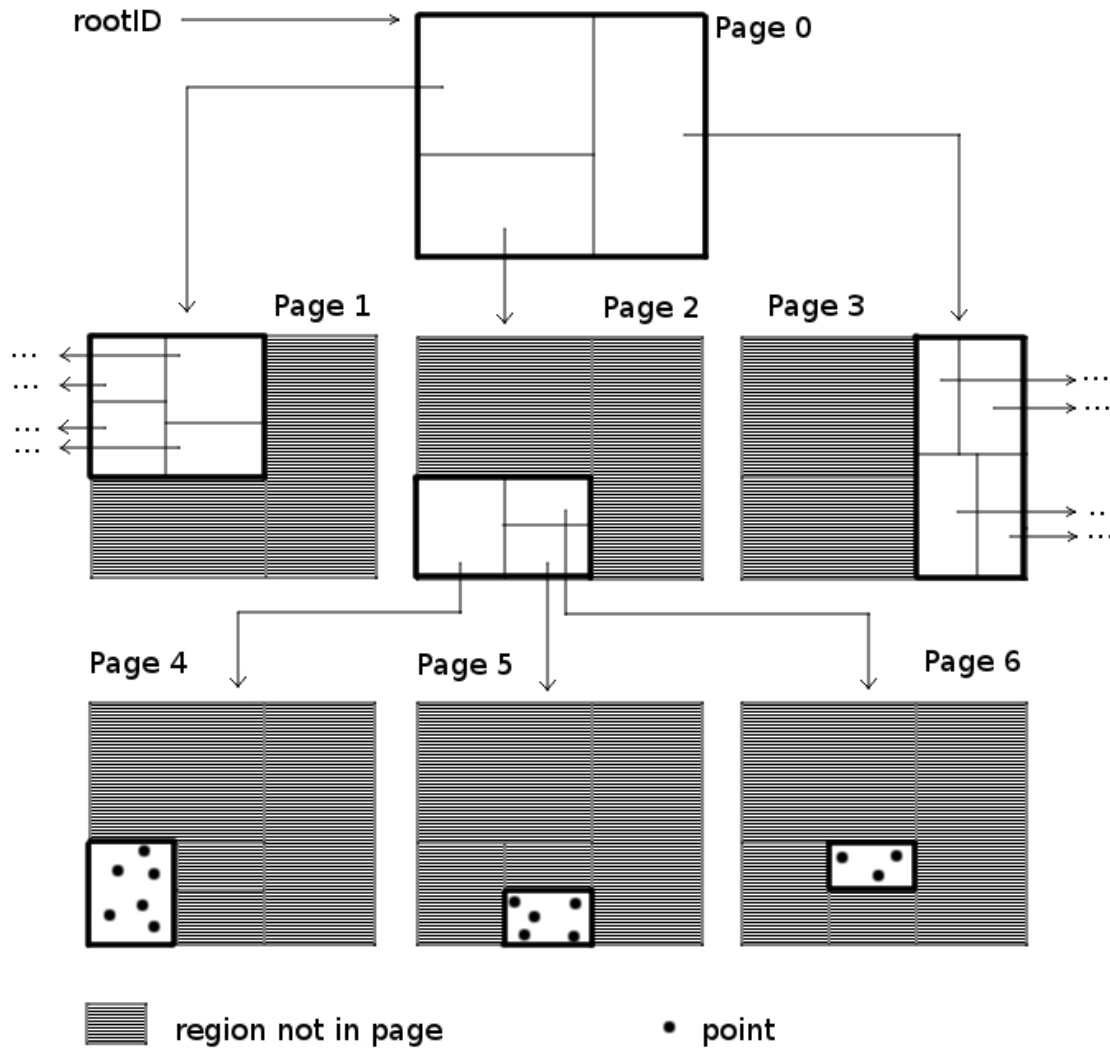 rootID
Page 0
Page 1
Page 2
Page 3
...
...
...
...
...
...
..
...
Page 4
Page 5
Page 6
region not in page
point